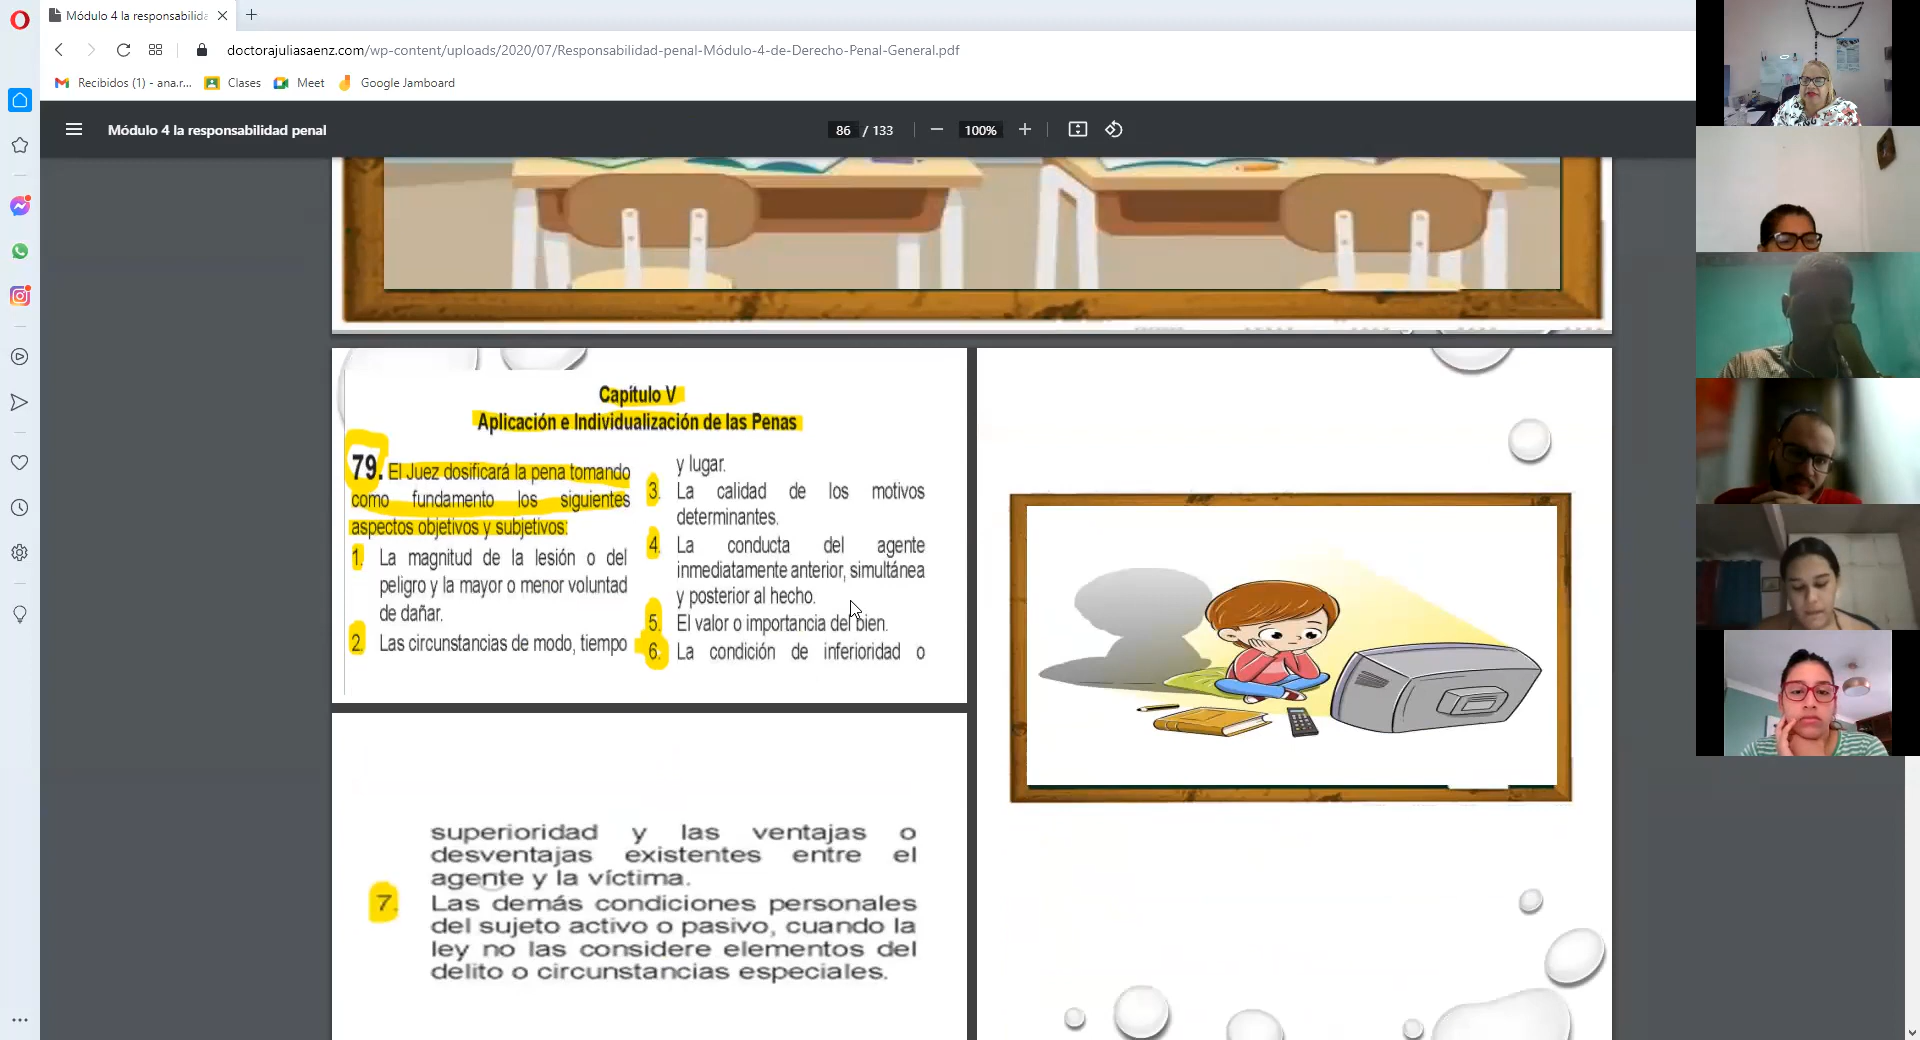 Módulo 4 la responsabilida
doctorajuliasaenz.com/wp-content/uploads/2020/07/Responsabilidad-penal-Módulo-4-de-Derecho-Penal-General.pdf
Recibidos (1) - ana.r... Clases Meet Google Jamboard
Módulo 4 la responsabilidad penal 86 / 133 100%
Capítulo V
Aplicación e Individualización de las Penas
79. El Juez dosificará la pena tomando
como fundamento los siguientes
aspectos objetivos y subjetivos:
1. La magnitud de la lesión o del
peligro y la mayor o menor voluntad
de dañar.
2. Las circunstancias de modo, tiempo
y lugar.
3. La calidad de los motivos
determinantes.
4. La conducta del agente
inmediatamente anterior, simultánea
y posterior al hecho.
5. El valor o importancia del bien.
6. La condición de inferioridad o
superioridad y las ventajas o
desventajas existentes entre el
agente y la víctima.
7. Las demás condiciones personales
del sujeto activo o pasivo, cuando la
ley no las considere elementos del
delito o circunstancias especiales.